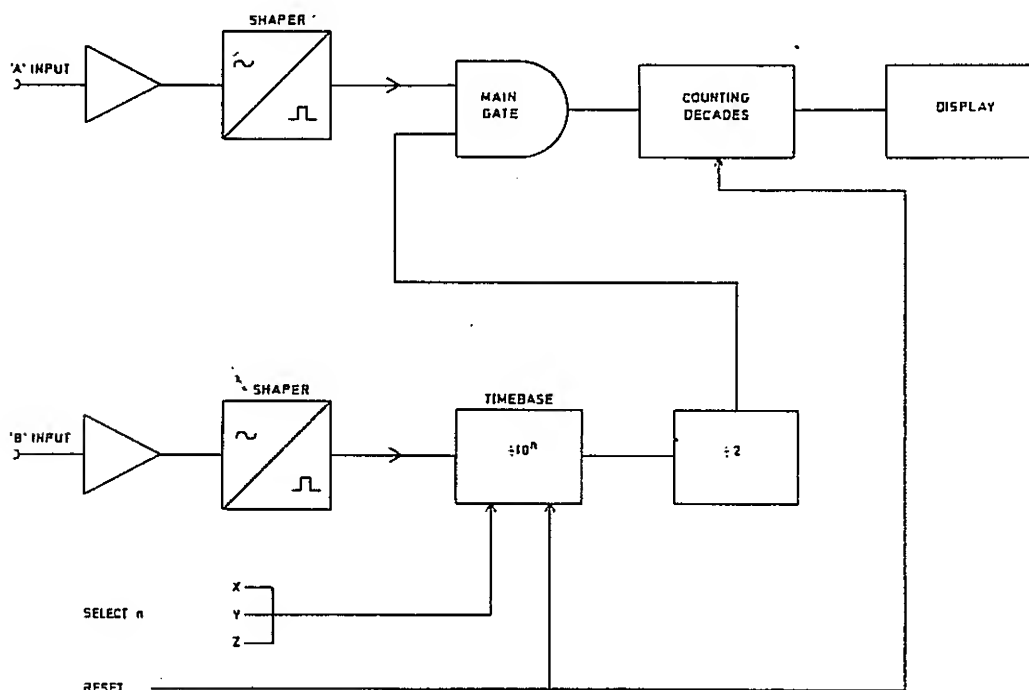 SHAPER
'A' INPUT
MAIN
GATE
COUNTING
DECADES
DISPLAY
SHAPER
TIMEBASE
'B' INPUT
÷10ⁿ
÷2
SELECT n
X
Y
Z
RESET